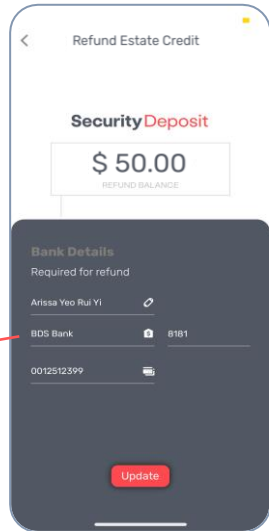 Refund Estate Credit
SecurityDeposit
$ 50.00
REFUND BALANCE
Bank Details
Required for refund
Arissa Yeo Rui Yi
BDS Bank 8181
0012512399
Update